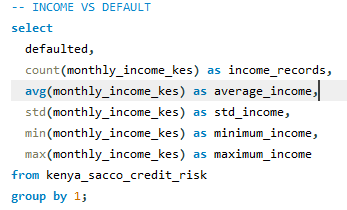 -- INCOME VS DEFAULT
select
defaulted,
count(monthly_income_kes) as income_records,
avg(monthly_income_kes) as average_income,
std(monthly_income_kes) as std_income,
min(monthly_income_kes) as minimum_income,
max(monthly_income_kes) as maximum_income
from kenya_sacco_credit_risk
group by 1;